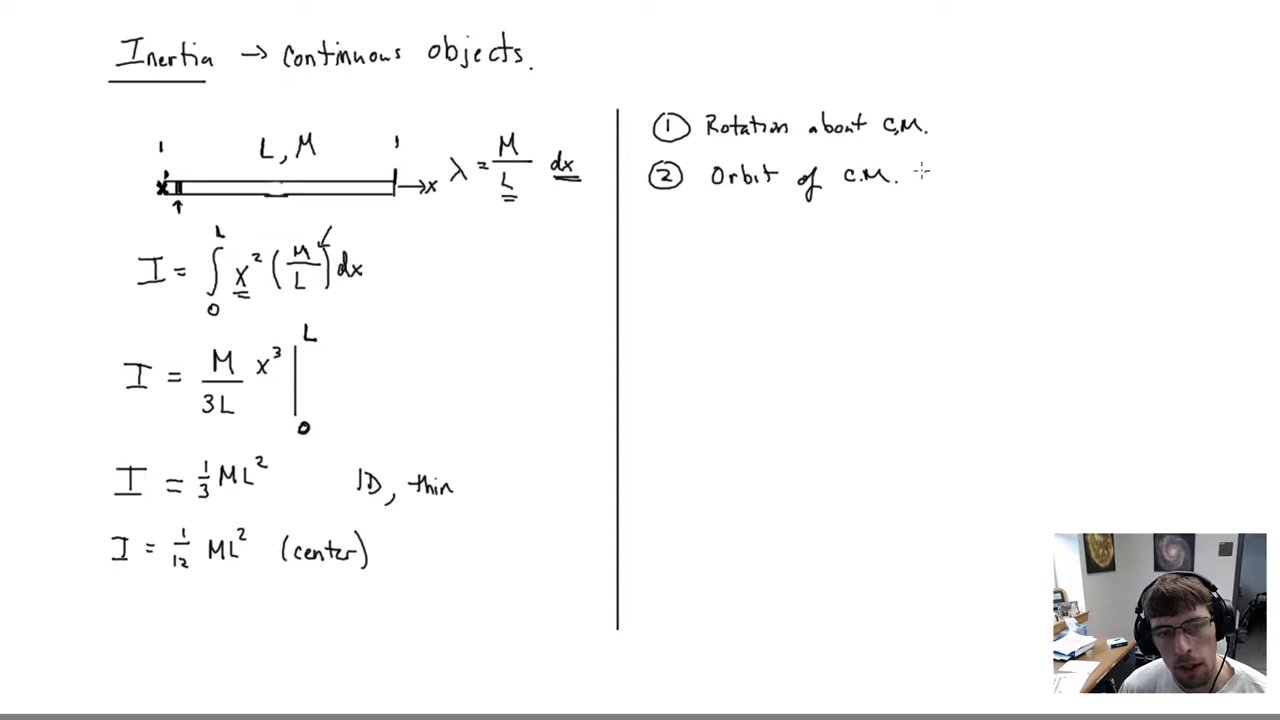 Inertia → Continuous objects.
L, M
x
λ = M/L dx
I = ∫₀ᴸ x² (M/L) dx
I = M/3L x³ |₀ᴸ
I = 1/3 ML² 1D, thin
I = 1/12 ML² (center)
① Rotation about C.M.
② Orbit of C.M.